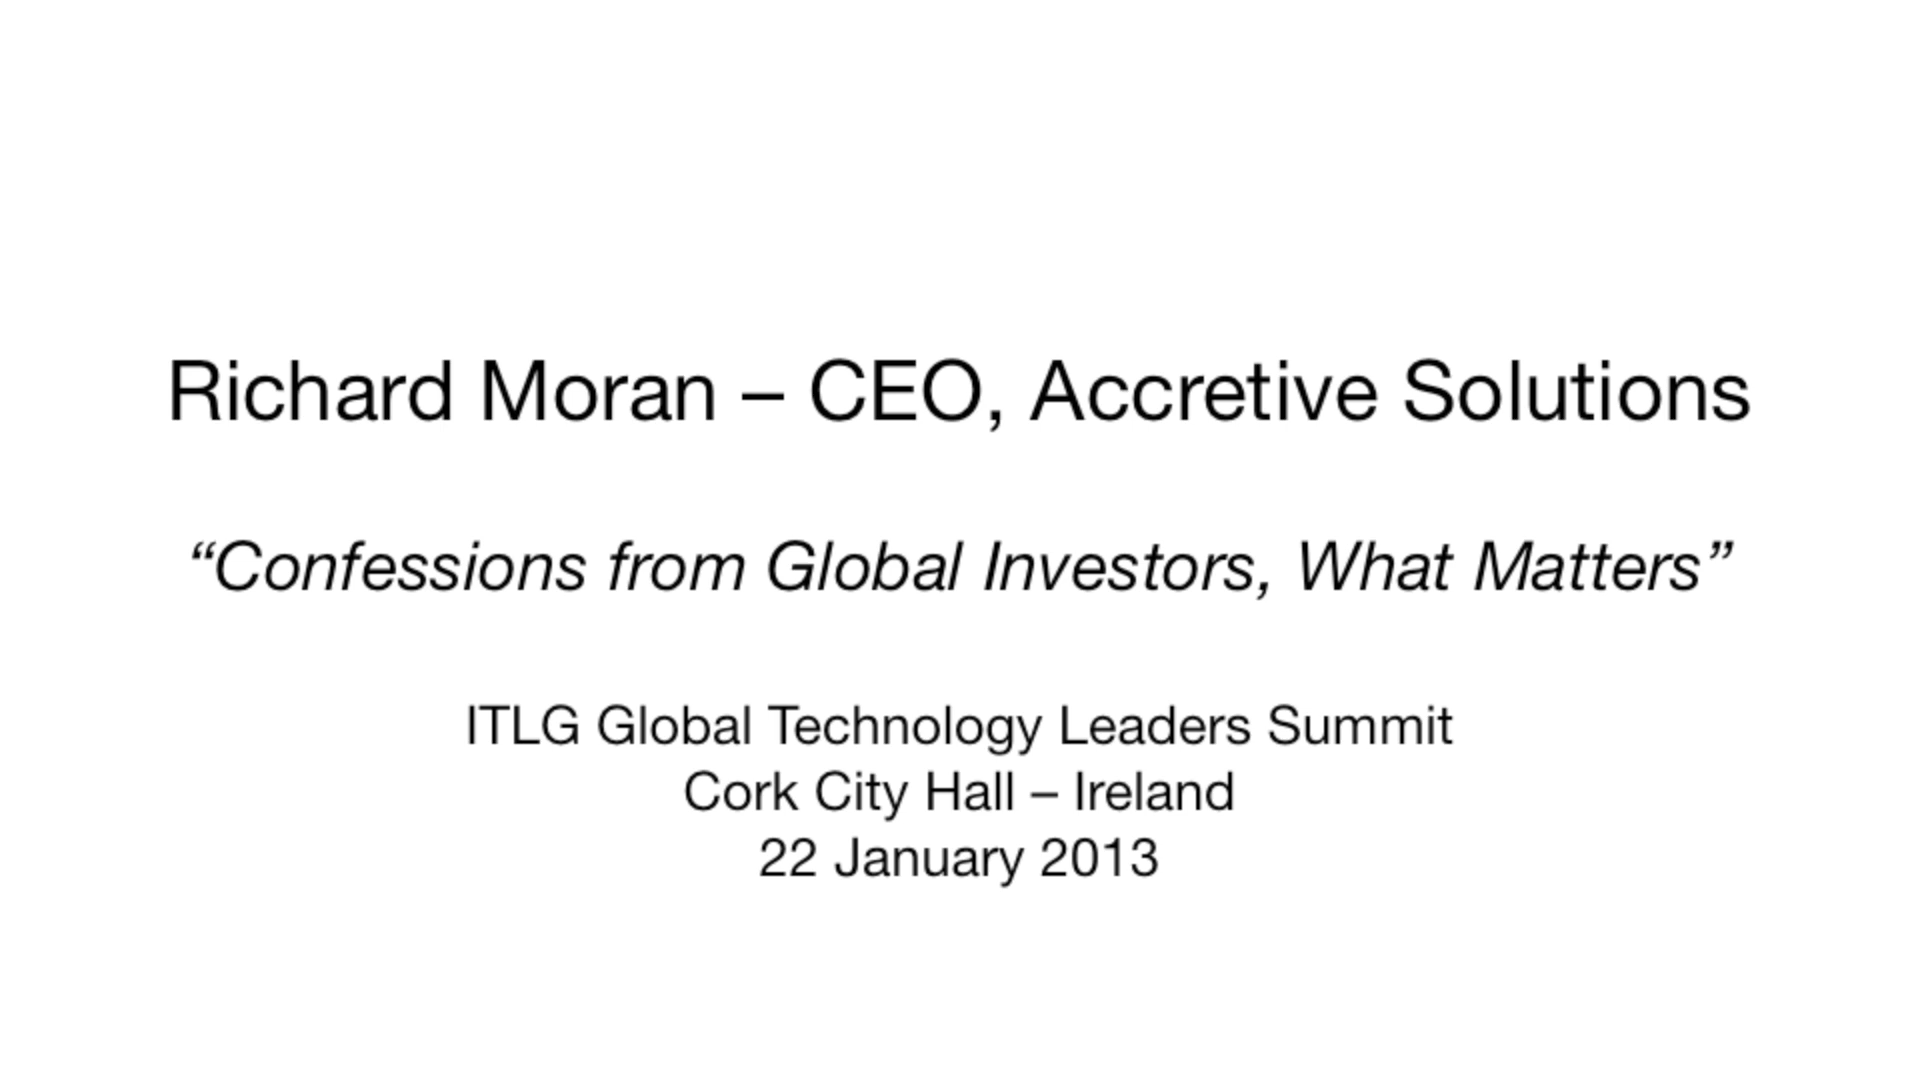 Richard Moran – CEO, Accretive Solutions
“Confessions from Global Investors, What Matters”
ITLG Global Technology Leaders Summit
Cork City Hall – Ireland
22 January 2013